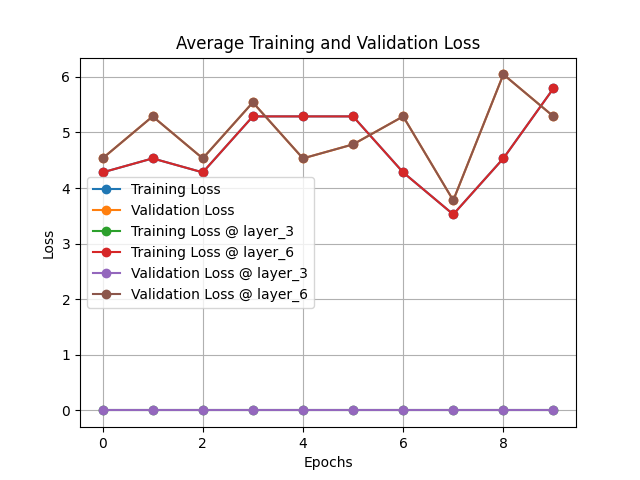 Average Training and Validation Loss
6
5
4
3
2
1
0
Loss
Training Loss
Validation Loss
Training Loss @ layer_3
Training Loss @ layer_6
Validation Loss @ layer_3
Validation Loss @ layer_6
0 2 4 6 8
Epochs